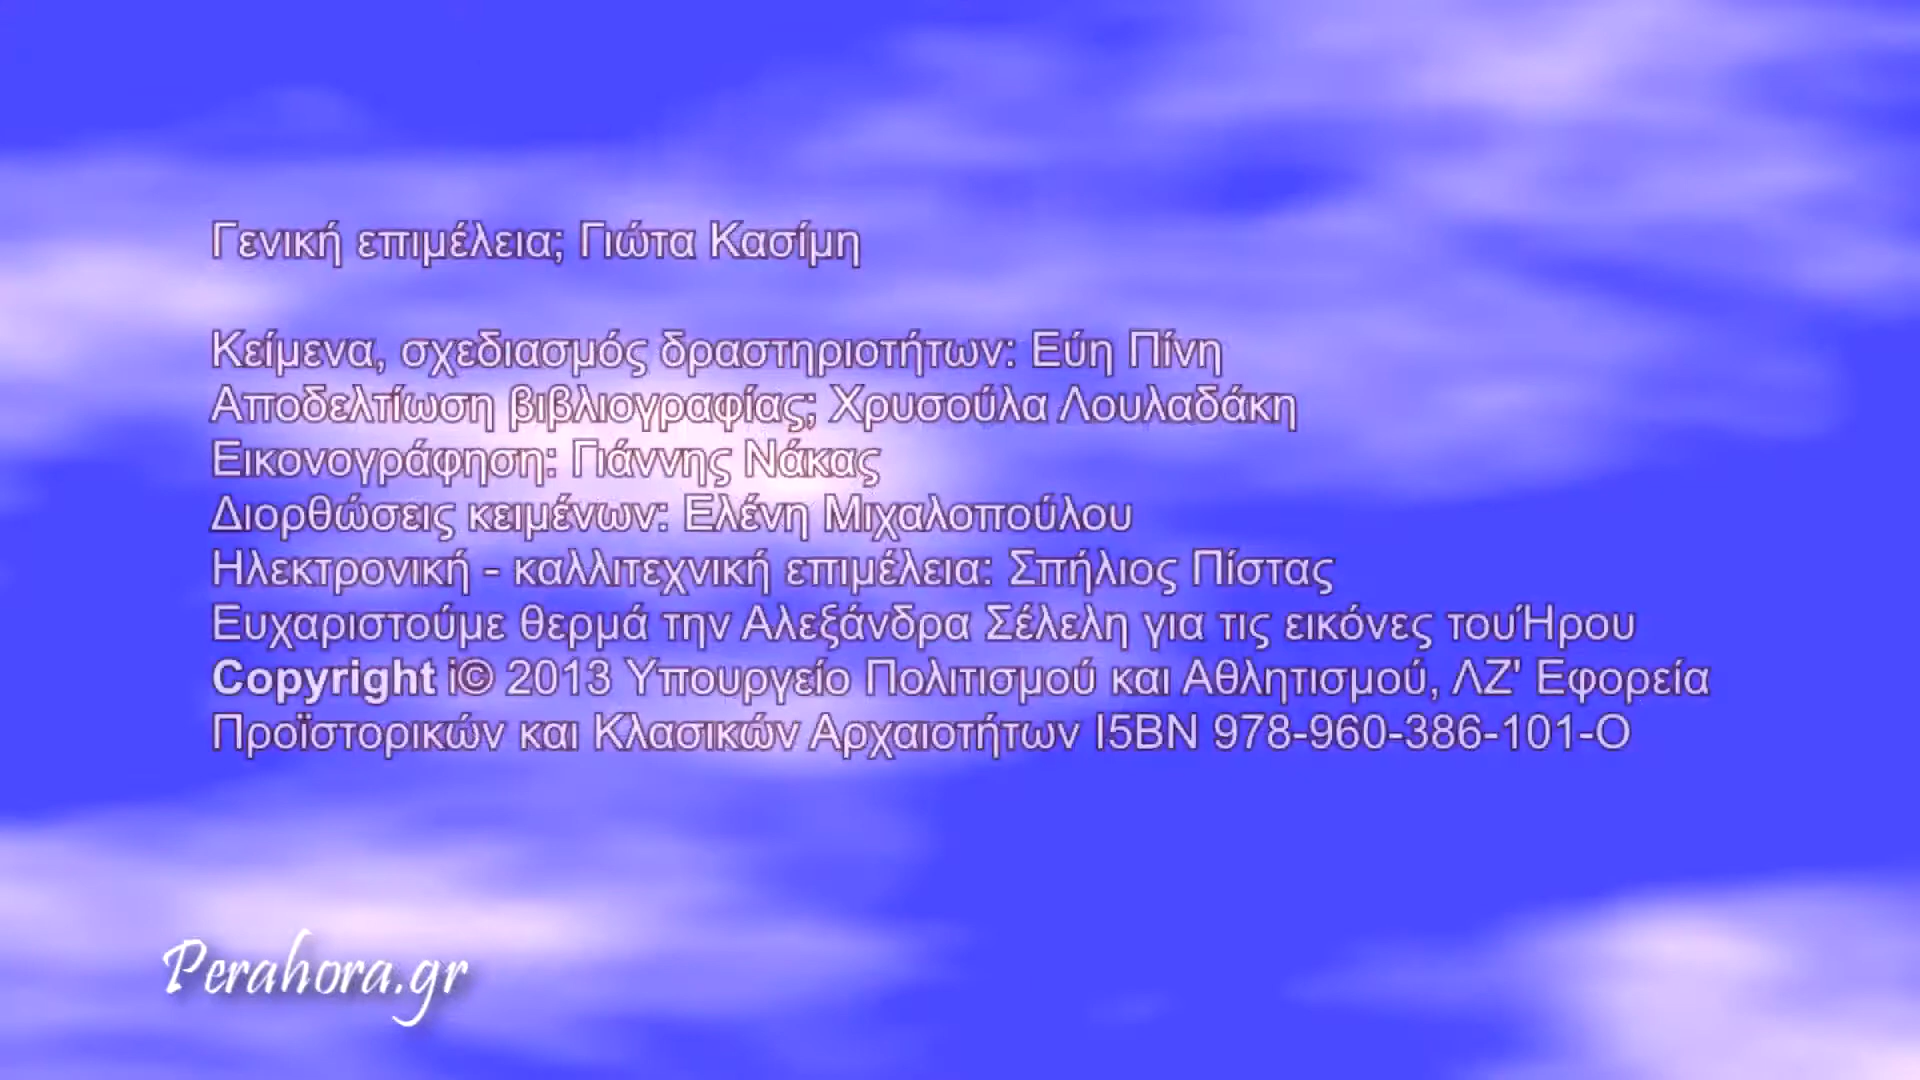 Γενική επιμέλεια; Γιώτα Κασίμη
Κείμενα, σχεδιασμός δραστηριοτήτων: Εύη Πίνη
Αποδελτίωση βιβλιογραφίας; Χρυσούλα Λουλαδάκη
Εικονογράφηση: Γιάννης Νάκας
Διορθώσεις κειμένων: Ελένη Μιχαλοπούλου
Ηλεκτρονική - καλλιτεχνική επιμέλεια: Σπήλιος Πίστας
Ευχαριστούμε θερμά την Αλεξάνδρα Σέλελη για τις εικόνες τουΉρου
Copyright i© 2013 Υπουργείο Πολιτισμού και Αθλητισμού, ΛΖ' Εφορεία
Προϊστορικών και Κλασικών Αρχαιοτήτων Ι5ΒΝ 978-960-386-101-Ο
Perahora.gr